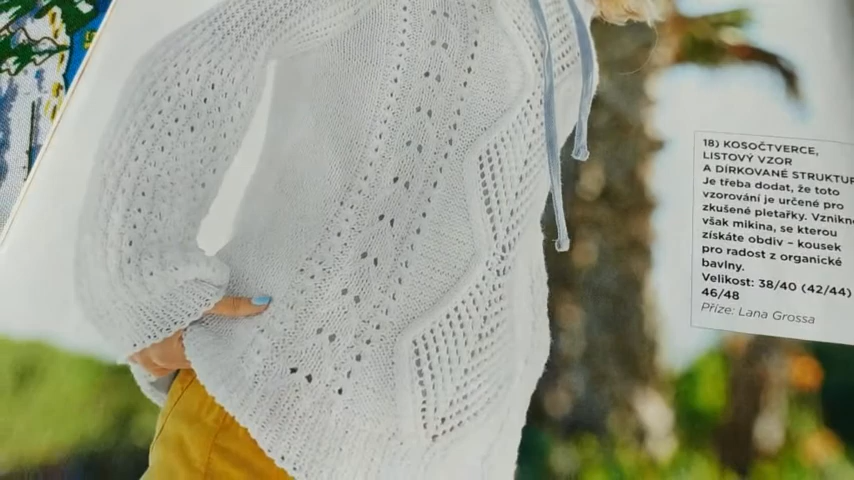 18) KOSOČTVERCE,
LISTOVÝ VZOR
A DÍRKOVANÉ STRUKTUR
Je třeba dodat, že toto
vzorování je určené pro
zkušené pletařky. Vznikn
však mikina, se kterou
získáte obdiv – kousek
pro radost z organické
bavlny.
Velikost: 38/40 (42/44)
46/48
Příze: Lana Grossa